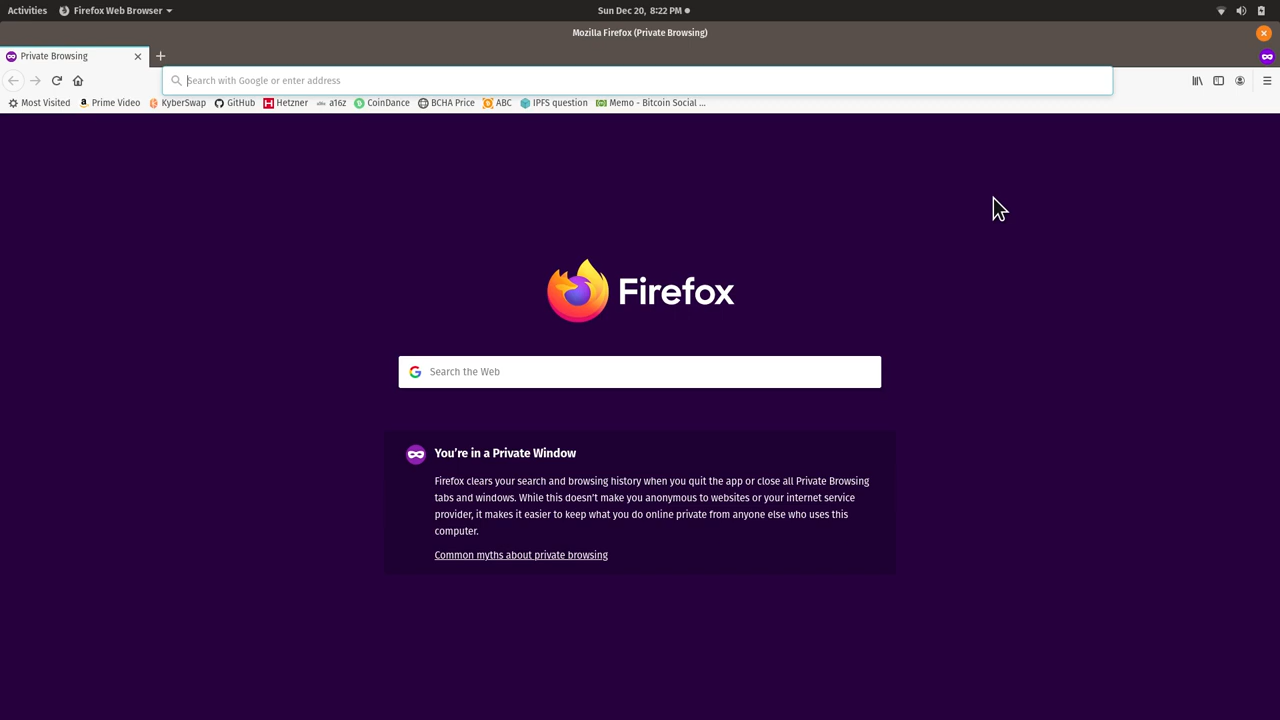 Activities Firefox Web Browser Sun Dec 20, 8:22 PM
Mozilla Firefox (Private Browsing)
Private Browsing
Search with Google or enter address
Most Visited Prime Video KyberSwap GitHub Hetzner a16z CoinDance BCHA Price ABC IPFS question Memo - Bitcoin Social ...
Firefox
Search the Web
You're in a Private Window
Firefox clears your search and browsing history when you quit the app or close all Private Browsing
tabs and windows. While this doesn't make you anonymous to websites or your internet service
provider, it makes it easier to keep what you do online private from anyone else who uses this
computer.
Common myths about private browsing